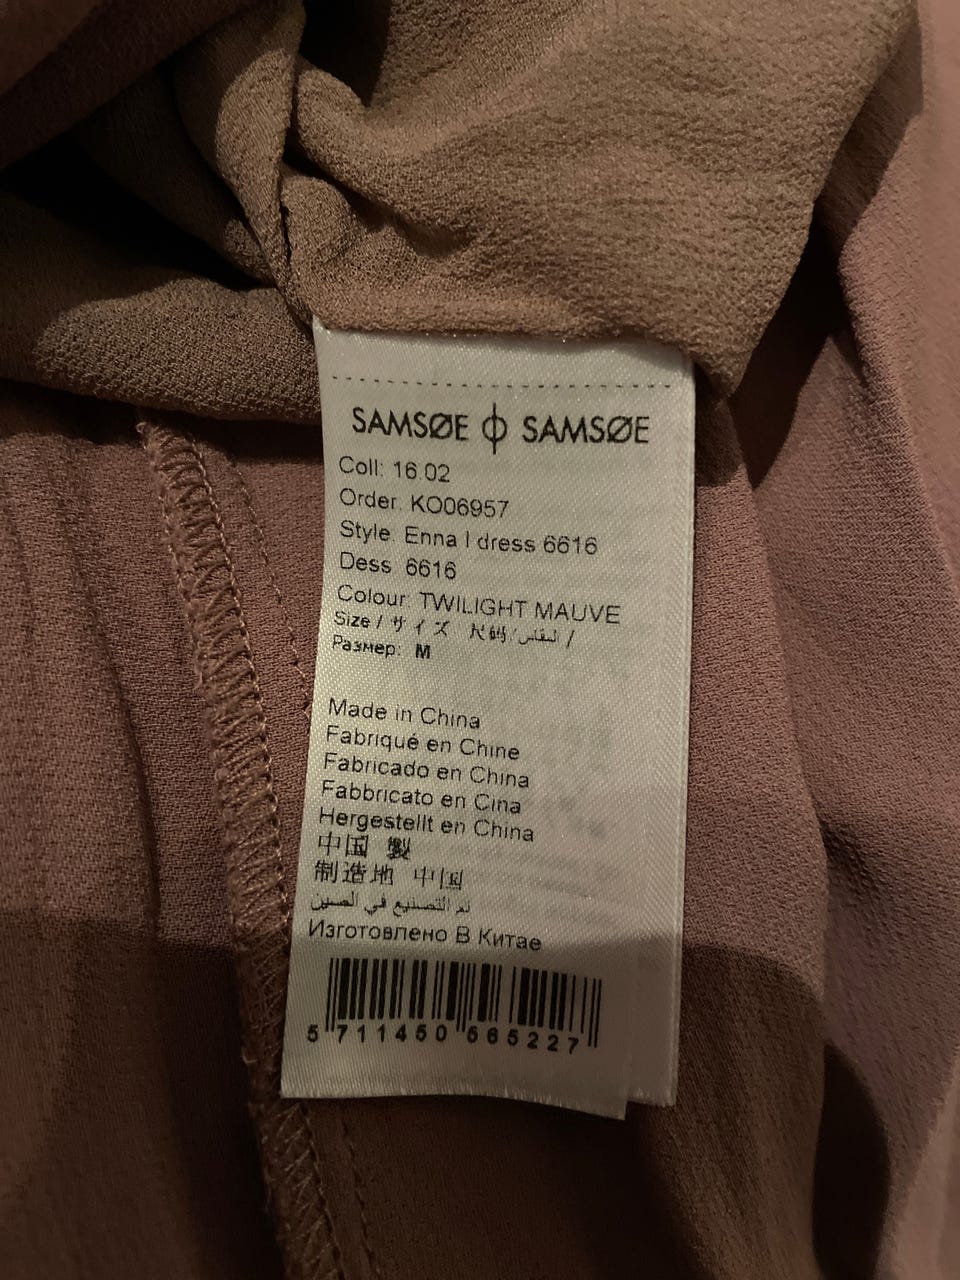 SAMSØE ϕ SAMSØE
Coll: 16.02
Order: KO06957
Style: Enna l dress 6616
Dess: 6616
Colour: TWILIGHT MAUVE
Size / サイズ 尺码/المقاس /
Размер: M
Made in China
Fabriqué en Chine
Fabricado en China
Fabbricato en Cina
Hergestellt en China
中国 製
制造地 中国
تم التصنيع في الصين
Изготовлено В Китае
5 711450 565227